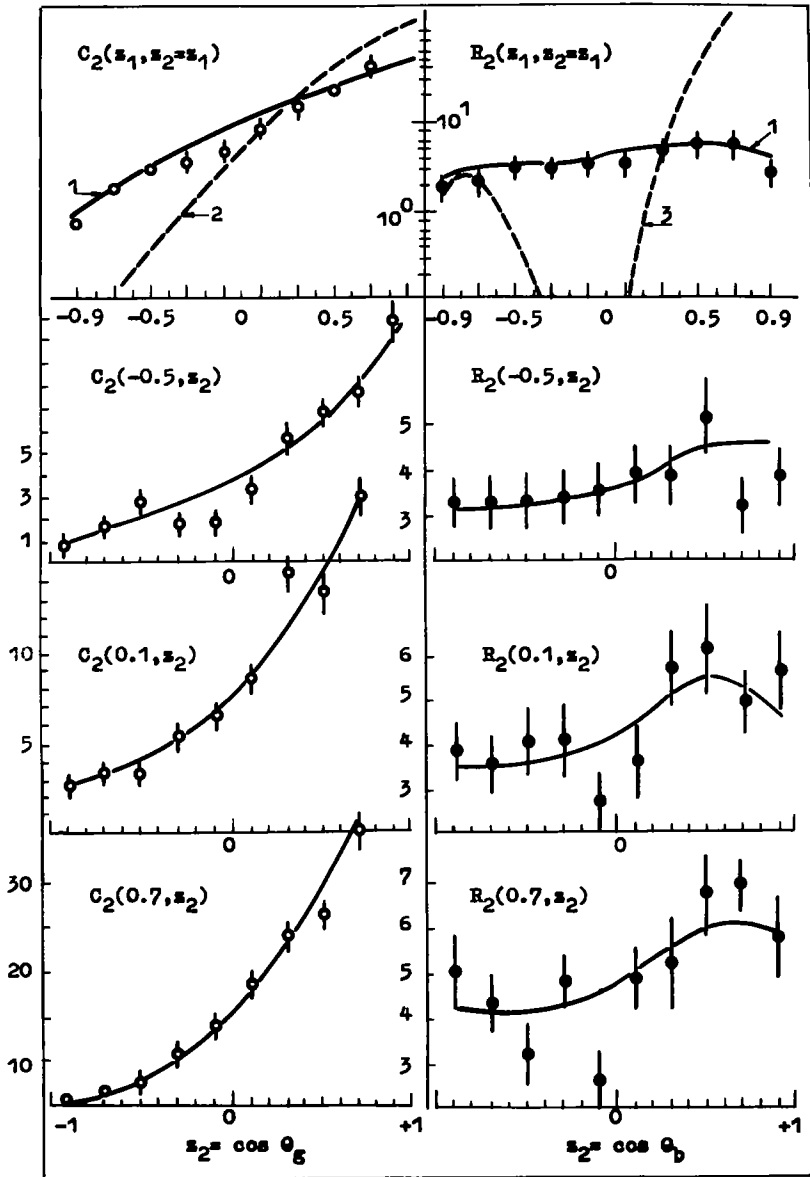 C₂(z₁,z₂=z₁)
R₂(z₁,z₂=z₁)
1
10¹
1
2
3
10⁰
-0.9 -0.5 0 0.5
-0.9 -0.5 0 0.5 0.9
C₂(-0.5,z₂)
R₂(-0.5,z₂)
5
5
4
3
3
1
0
0
C₂(0.1,z₂)
R₂(0.1,z₂)
10
6
5
5
4
3
0
0
C₂(0.7,z₂)
R₂(0.7,z₂)
30
7
6
20
5
4
10
3
-1 0 +1
0 +1
z₂= cos θg
z₂= cos θb